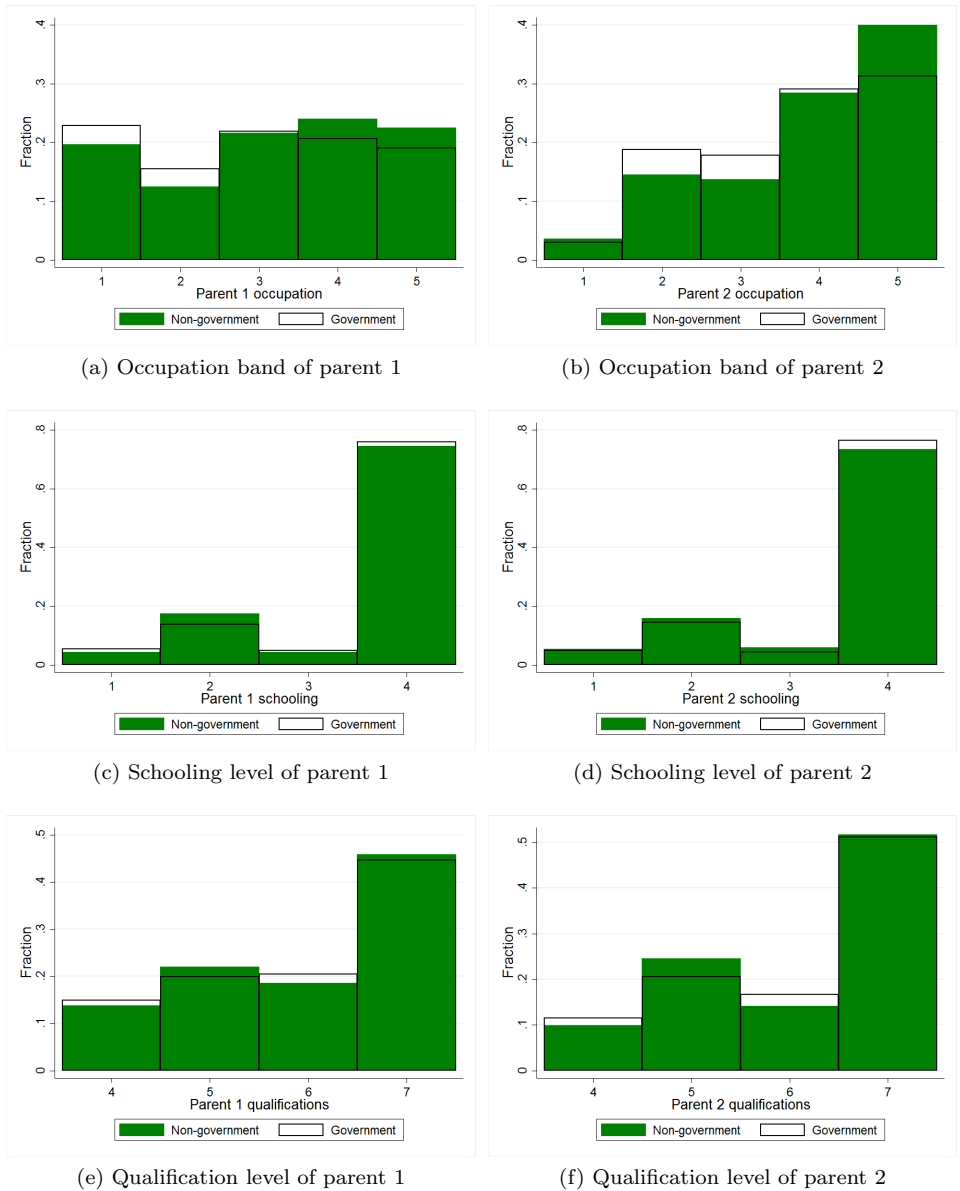 .4
.3
.2
.1
0
Fraction
1 2 3 4 5
Parent 1 occupation
Non-government Government
(a) Occupation band of parent 1
.4
.3
.2
.1
0
Fraction
1 2 3 4 5
Parent 2 occupation
Non-government Government
(b) Occupation band of parent 2
.8
.6
.4
.2
0
Fraction
1 2 3 4
Parent 1 schooling
Non-government Government
(c) Schooling level of parent 1
.8
.6
.4
.2
0
Fraction
1 2 3 4
Parent 2 schooling
Non-government Government
(d) Schooling level of parent 2
.5
.4
.3
.2
.1
0
Fraction
4 5 6 7
Parent 1 qualifications
Non-government Government
(e) Qualification level of parent 1
.5
.4
.3
.2
.1
0
Fraction
4 5 6 7
Parent 2 qualifications
Non-government Government
(f) Qualification level of parent 2